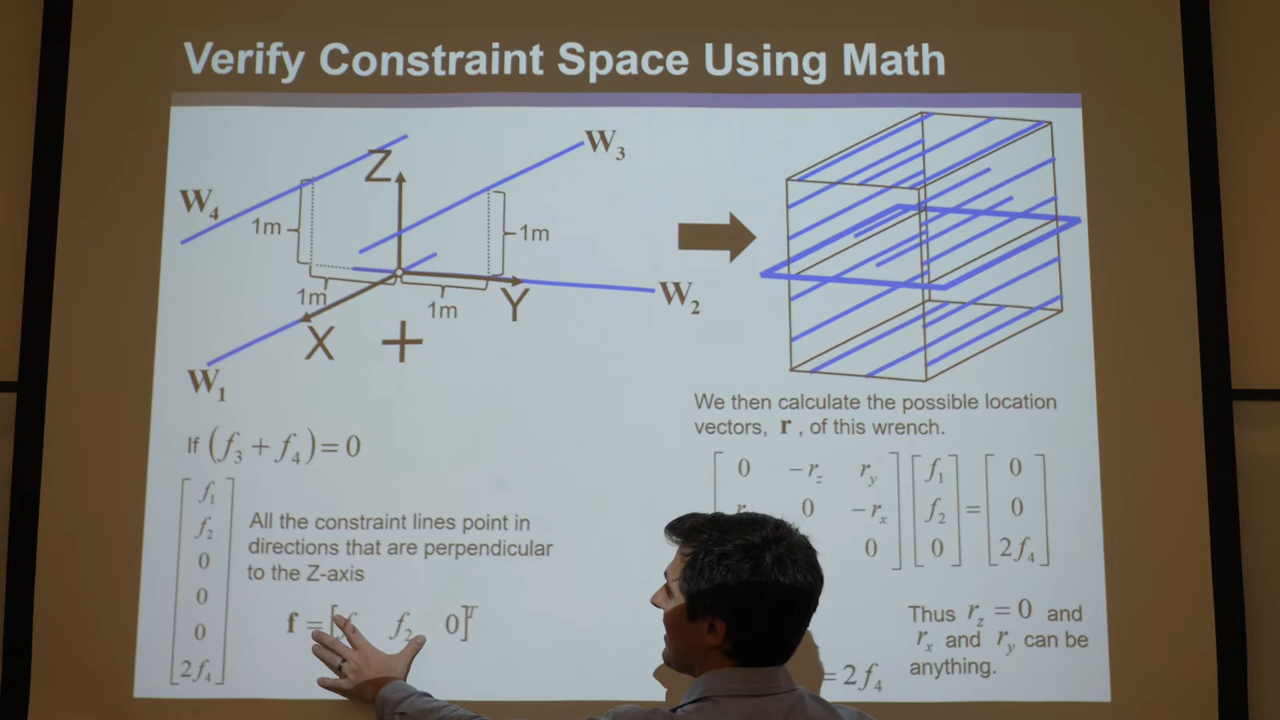 Verify Constraint Space Using Math
Z
W₃
W₄
1m
1m
1m
1m
Y
W₂
X
+
W₁
If (f₃ + f₄) = 0
f₁
f₂
0
0
0
2f₄
All the constraint lines point in
directions that are perpendicular
to the Z-axis
f = [ f₂ 0]ᵀ
We then calculate the possible location
vectors, r , of this wrench.
0 −r_z r_y f₁ 0
0 −r_x f₂ = 0
0 0 2f₄
Thus r_z = 0 and
r_x and r_y can be
anything.
= 2f₄